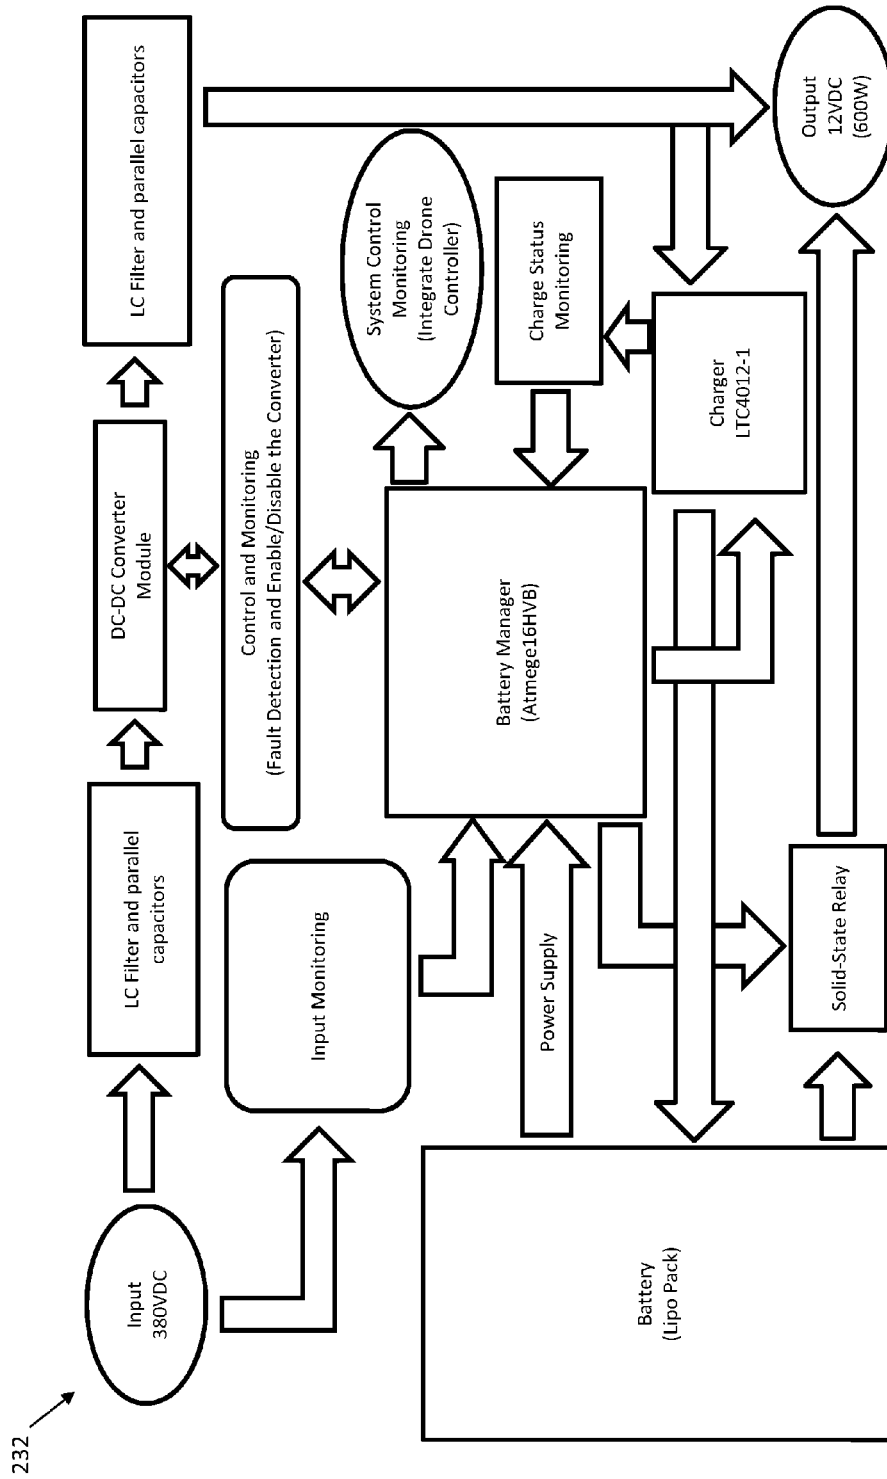 232
Input
380VDC
LC Filter and parallel
capacitors
DC-DC Converter
Module
LC Filter and parallel capacitors
Input Monitoring
Control and Monitoring
(Fault Detection and Enable/Disable the Converter)
System Control
Monitoring
(Integrate Drone
Controller)
Battery Manager
(Atmege16HVB)
Charge Status
Monitoring
Power Supply
Charger
LTC4012-1
Battery
(Lipo Pack)
Solid-State Relay
Output
12VDC
(600W)